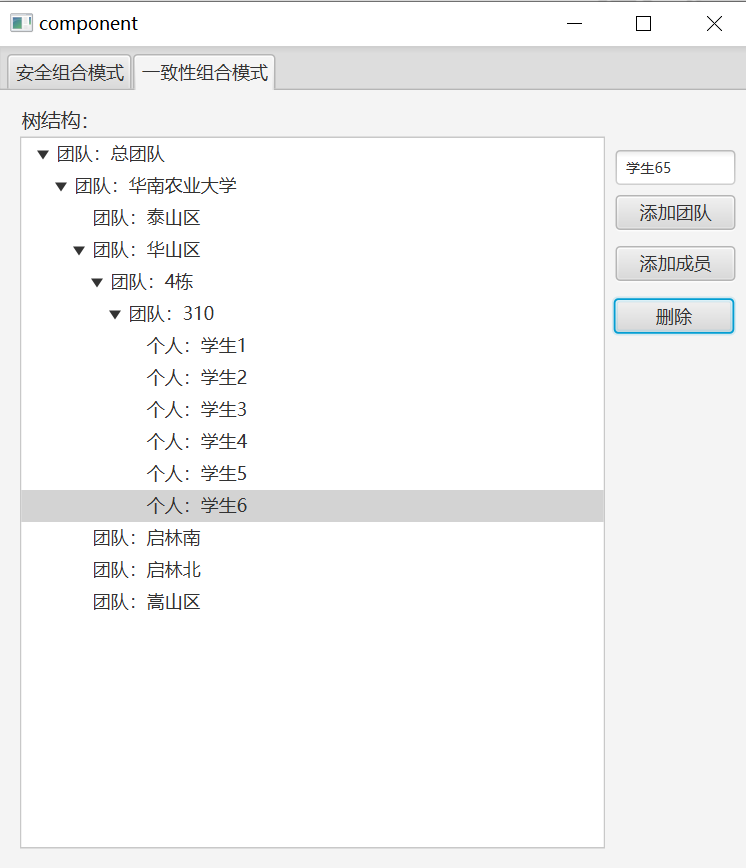 component
安全组合模式 一致性组合模式
树结构：
团队：总团队
学生65
团队：华南农业大学
添加团队
团队：泰山区
团队：华山区
添加成员
团队：4栋
团队：310
删除
个人：学生1
个人：学生2
个人：学生3
个人：学生4
个人：学生5
个人：学生6
团队：启林南
团队：启林北
团队：嵩山区